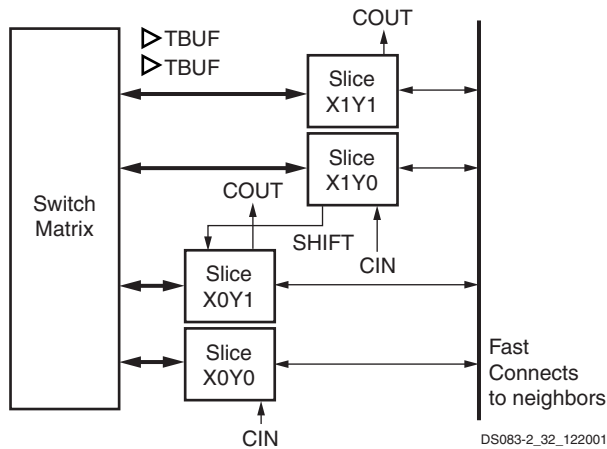 COUT
TBUF
TBUF
Slice
X1Y1
Slice
X1Y0
Switch
Matrix
COUT
SHIFT
CIN
Slice
X0Y1
Slice
X0Y0
Fast
Connects
to neighbors
CIN
DS083-2_32_122001